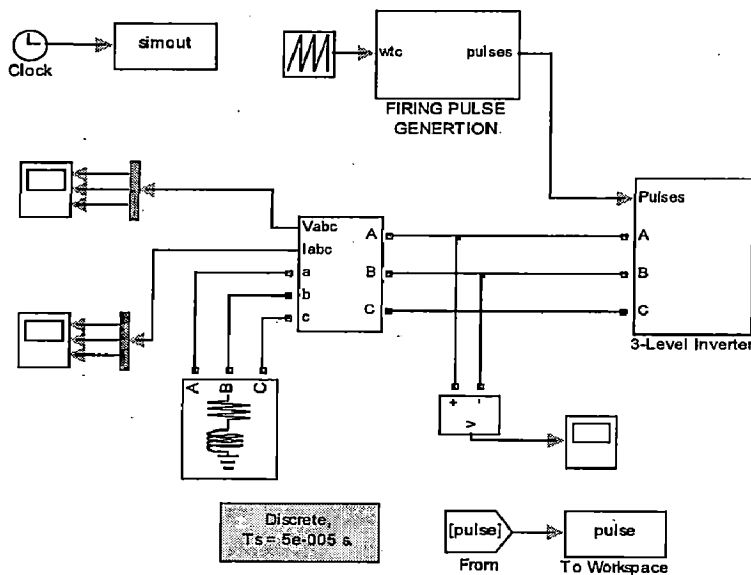 simout
Clock
wtc
pulses
FIRING PULSE
GENERTION.
Pulses
A
B
C
3-Level Inverter
Vabc
Iabc
a
b
c
A
B
C
A
B
C
+
-
v
Discrete,
Ts = 5e-005 s.
[pulse]
From
pulse
To Workspace